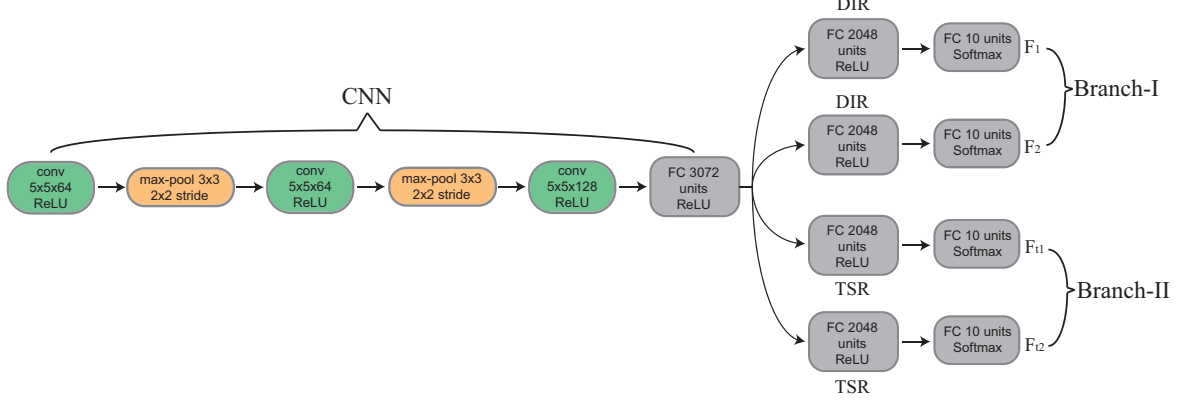 CNN
conv
5x5x64
ReLU
max-pool 3x3
2x2 stride
conv
5x5x64
ReLU
max-pool 3x3
2x2 stride
conv
5x5x128
ReLU
FC 3072
units
ReLU
DIR
FC 2048
units
ReLU
FC 10 units
Softmax
F1
DIR
FC 2048
units
ReLU
FC 10 units
Softmax
F2
Branch-I
FC 2048
units
ReLU
TSR
FC 10 units
Softmax
Ft1
FC 2048
units
ReLU
TSR
FC 10 units
Softmax
Ft2
Branch-II